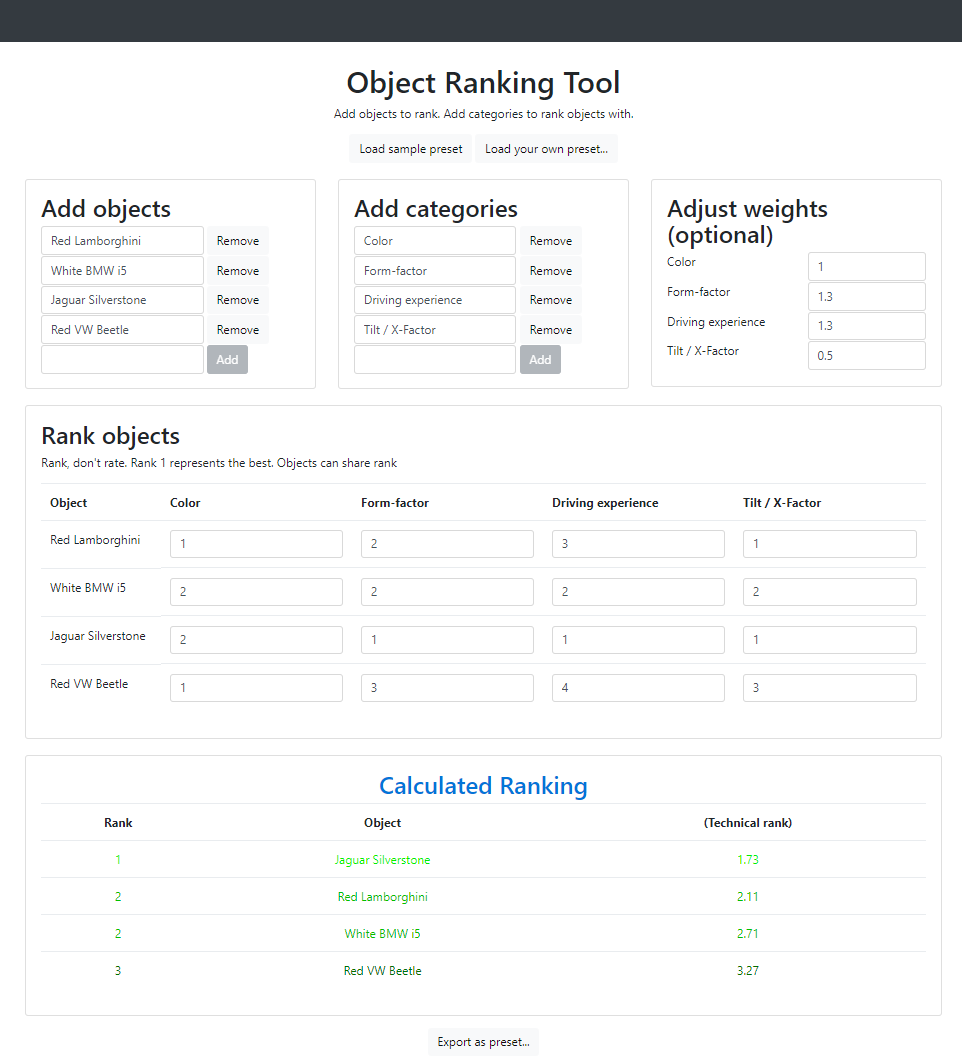 Object Ranking Tool
Add objects to rank. Add categories to rank objects with.
Load sample preset Load your own preset...
Add objects
Red Lamborghini Remove
White BMW i5 Remove
Jaguar Silverstone Remove
Red VW Beetle Remove
Add
Add categories
Color Remove
Form-factor Remove
Driving experience Remove
Tilt / X-Factor Remove
Add
Adjust weights
(optional)
Color 1
Form-factor 1.3
Driving experience 1.3
Tilt / X-Factor 0.5
Rank objects
Rank, don't rate. Rank 1 represents the best. Objects can share rank
Object Color Form-factor Driving experience Tilt / X-Factor
Red Lamborghini 1 2 3 1
White BMW i5 2 2 2 2
Jaguar Silverstone 2 1 1 1
Red VW Beetle 1 3 4 3
Calculated Ranking
Rank Object (Technical rank)
1 Jaguar Silverstone 1.73
2 Red Lamborghini 2.11
2 White BMW i5 2.71
3 Red VW Beetle 3.27
Export as preset...